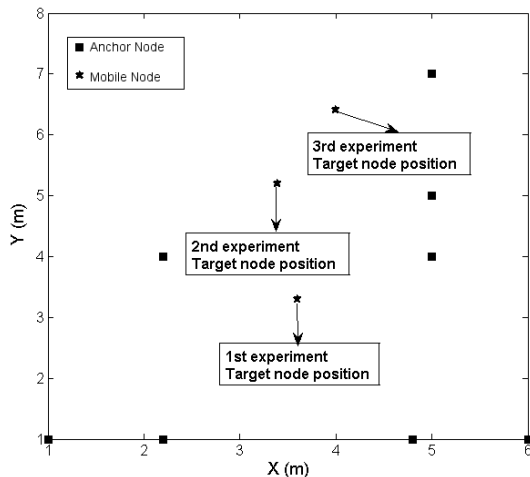 8
7
6
5
4
3
2
1
Y (m)
Anchor Node
Mobile Node
3rd experiment
Target node position
2nd experiment
Target node position
1st experiment
Target node position
1 2 3 4 5 6
X (m)